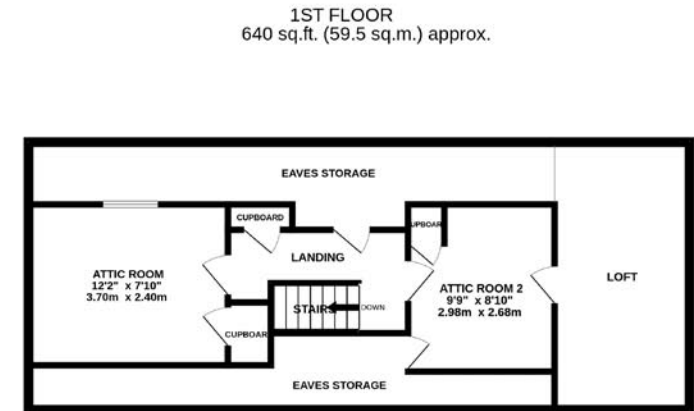 1ST FLOOR
640 sq.ft. (59.5 sq.m.) approx.
EAVES STORAGE
CUPBOARD
UPBOAR
LANDING
ATTIC ROOM
12'2" x 7'10"
3.70m x 2.40m
ATTIC ROOM 2
9'9" x 8'10"
2.98m x 2.68m
LOFT
STAIRS
DOWN
CUPBOAR
EAVES STORAGE